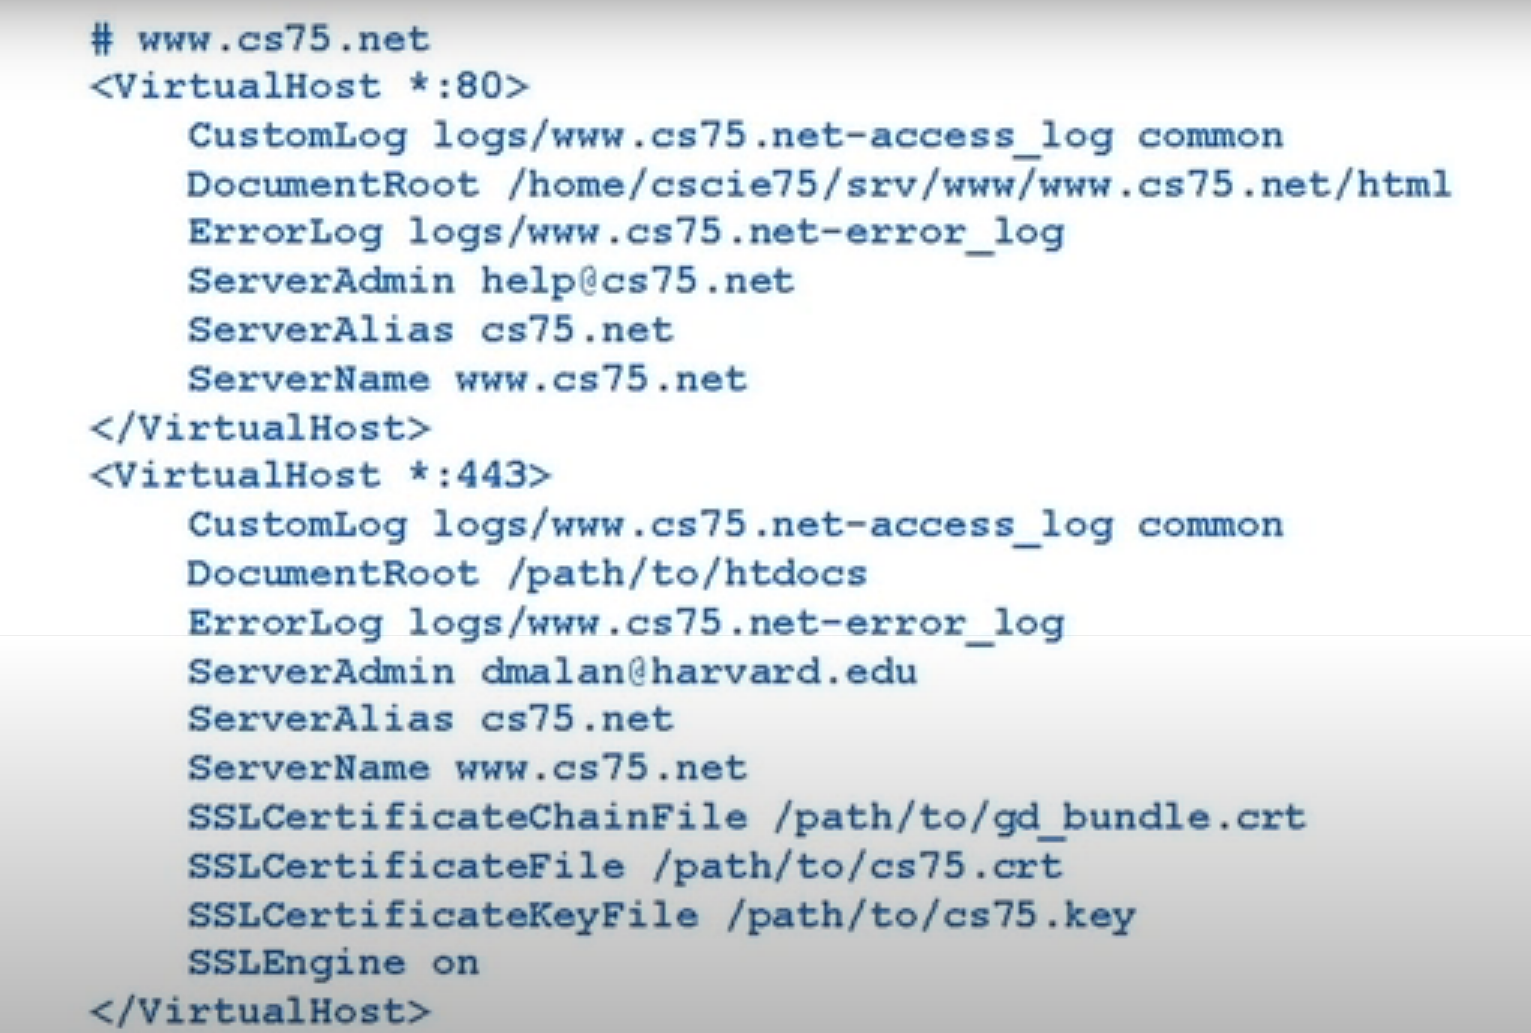 # www.cs75.net
<VirtualHost *:80>
CustomLog logs/www.cs75.net-access_log common
DocumentRoot /home/cscie75/srv/www/www.cs75.net/html
ErrorLog logs/www.cs75.net-error_log
ServerAdmin help@cs75.net
ServerAlias cs75.net
ServerName www.cs75.net
</VirtualHost>
<VirtualHost *:443>
CustomLog logs/www.cs75.net-access_log common
DocumentRoot /path/to/htdocs
ErrorLog logs/www.cs75.net-error_log
ServerAdmin dmalan@harvard.edu
ServerAlias cs75.net
ServerName www.cs75.net
SSLCertificateChainFile /path/to/gd_bundle.crt
SSLCertificateFile /path/to/cs75.crt
SSLCertificateKeyFile /path/to/cs75.key
SSLEngine on
</VirtualHost>